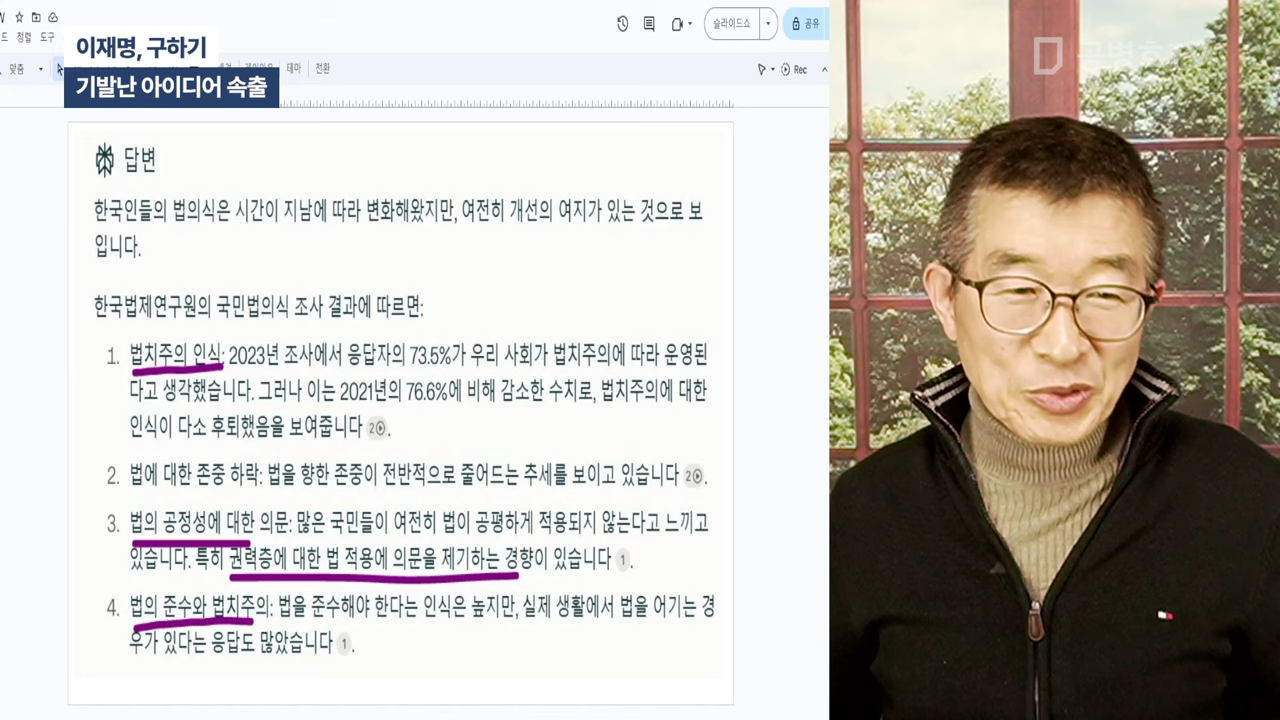 정렬 도구
슬라이드쇼
공유
이재명, 구하기
기발난 아이디어 속출
맞춤
테마 전환
Rec
공병호TV
답변
한국인들의 법의식은 시간이 지남에 따라 변화해왔지만, 여전히 개선의 여지가 있는 것으로 보
입니다.
한국법제연구원의 국민법의식 조사 결과에 따르면:
1. 법치주의 인식: 2023년 조사에서 응답자의 73.5%가 우리 사회가 법치주의에 따라 운영된
다고 생각했습니다. 그러나 이는 2021년의 76.6%에 비해 감소한 수치로, 법치주의에 대한
인식이 다소 후퇴했음을 보여줍니다 2.
2. 법에 대한 존중 하락: 법을 향한 존중이 전반적으로 줄어드는 추세를 보이고 있습니다 2.
3. 법의 공정성에 대한 의문: 많은 국민들이 여전히 법이 공평하게 적용되지 않는다고 느끼고
있습니다. 특히 권력층에 대한 법 적용에 의문을 제기하는 경향이 있습니다 1.
4. 법의 준수와 법치주의: 법을 준수해야 한다는 인식은 높지만, 실제 생활에서 법을 어기는 경
우가 있다는 응답도 많았습니다 1.